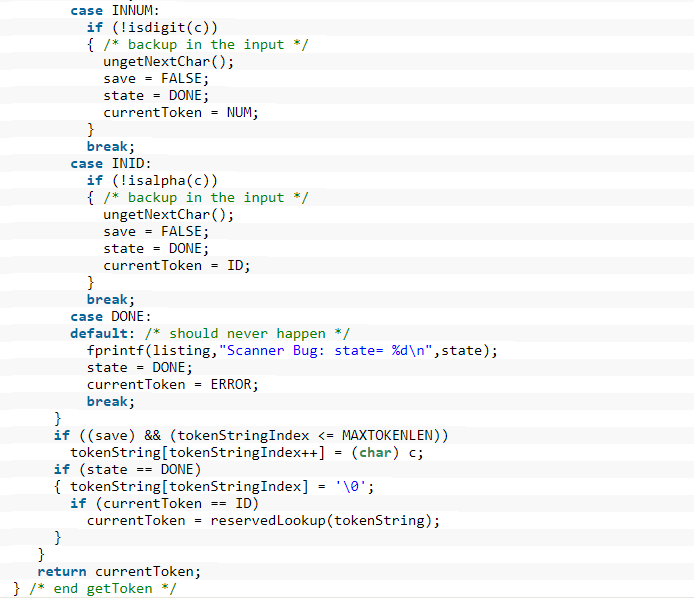 case INNUM:
if (!isdigit(c))
{ /* backup in the input */
ungetNextChar();
save = FALSE;
state = DONE;
currentToken = NUM;
}
break;
case INID:
if (!isalpha(c))
{ /* backup in the input */
ungetNextChar();
save = FALSE;
state = DONE;
currentToken = ID;
}
break;
case DONE:
default: /* should never happen */
fprintf(listing,"Scanner Bug: state= %d\n",state);
state = DONE;
currentToken = ERROR;
break;
}
if ((save) && (tokenStringIndex <= MAXTOKENLEN))
tokenString[tokenStringIndex++] = (char) c;
if (state == DONE)
{ tokenString[tokenStringIndex] = '\0';
if (currentToken == ID)
currentToken = reservedLookup(tokenString);
}
}
return currentToken;
} /* end getToken */